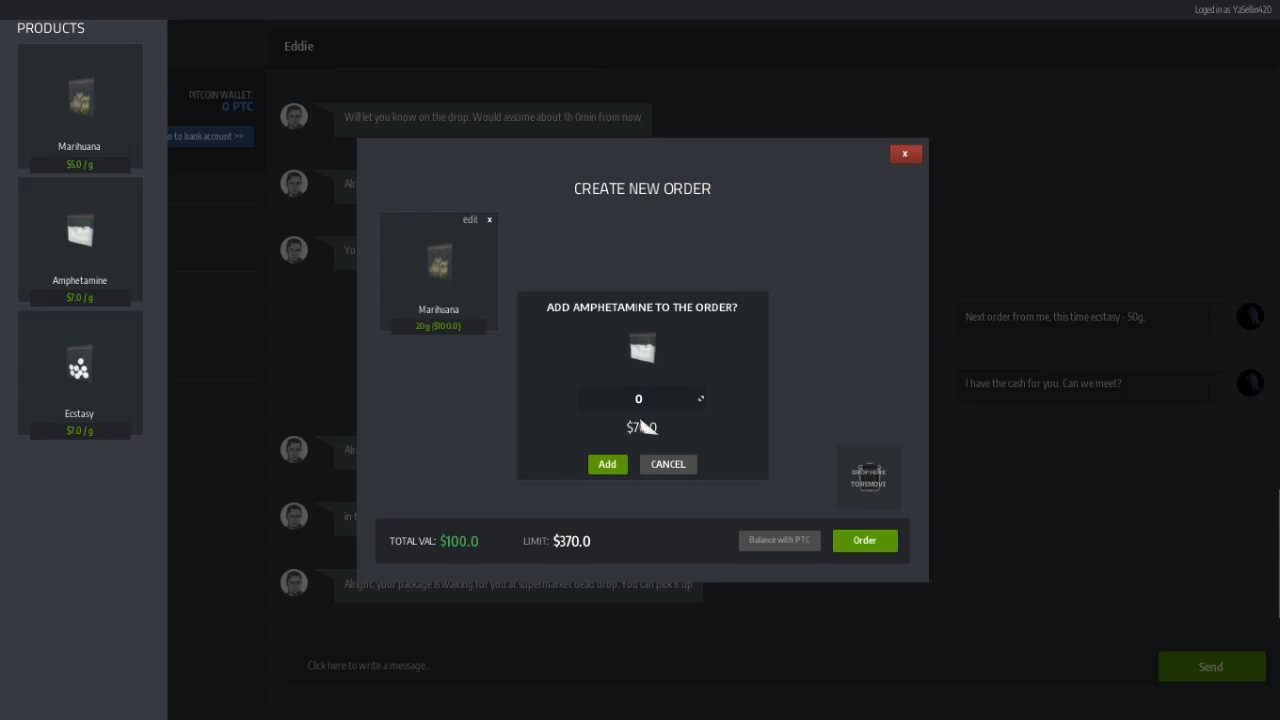 Loged in as YaSellin420
PRODUCTS
Marihuana
$5.0 / g
Amphetamine
$7.0 / g
Ecstasy
$7.0 / g
PITCOIN WALLET:
0 PTC
to bank account >>
Eddie
Will let you know on the drop. Would assume about 1h 0min from now
Next order from me, this time ecstasy - 50g.
I have the cash for you. Can we meet?
Alright, your package is waiting for you at supermarket dead drop. You can pick it up
Click here to write a message...
Send
x
CREATE NEW ORDER
edit x
Marihuana
20g ($100.0)
ADD AMPHETAMINE TO THE ORDER?
0
Add CANCEL
DROP HERE
TO REMOVE
TOTAL VAL: $100.0 LIMIT: $370.0 Balance with PTC Order